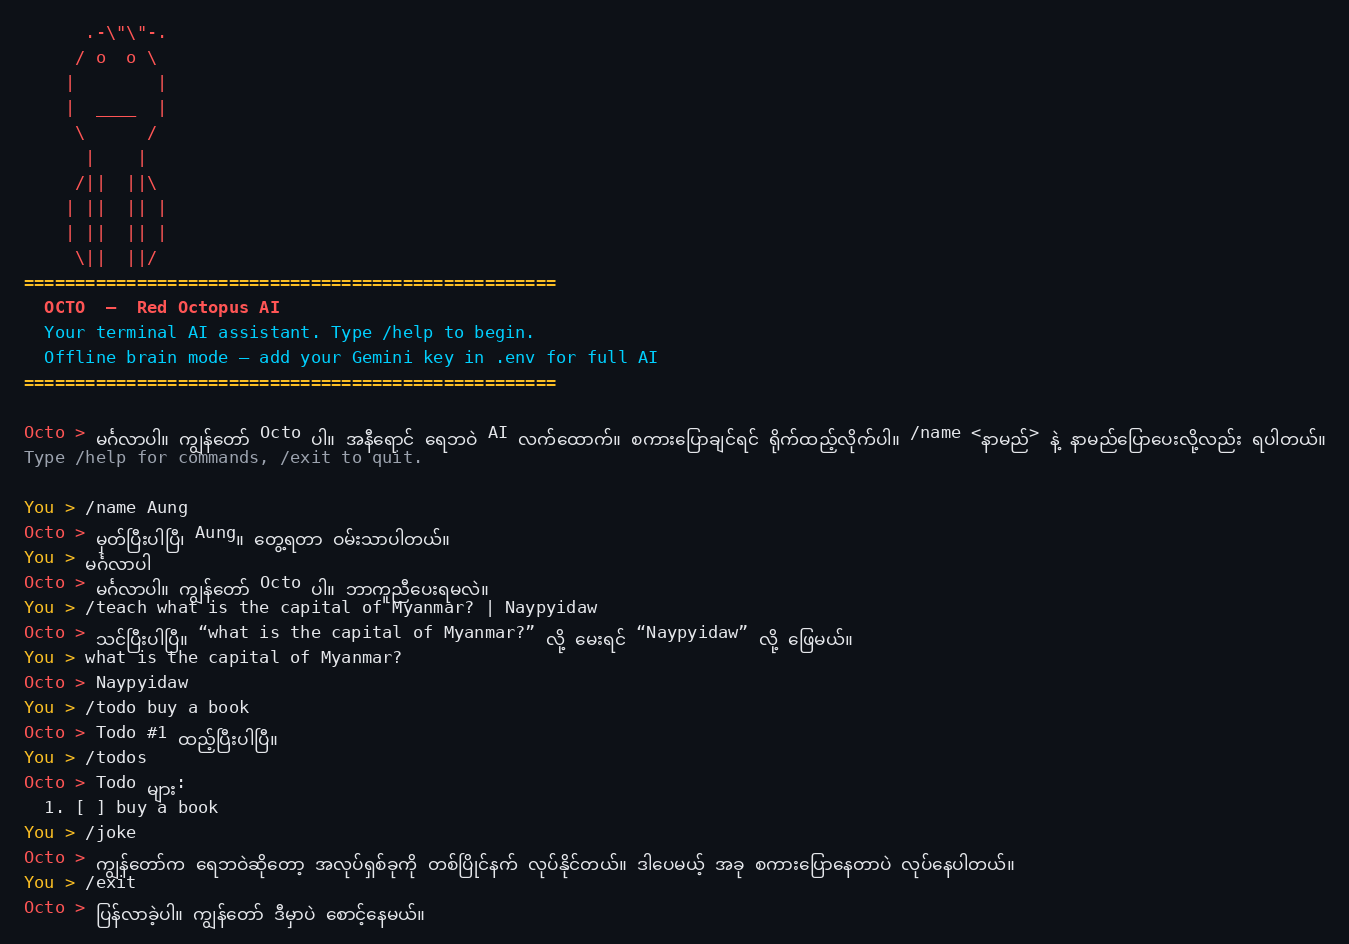 .-\"\"-.
/ o  o \
|        |
|  ____  |
\      /
|    |
/||  ||\
| ||  || |
| ||  || |
\||  ||/
====================================================
OCTO  —  Red Octopus AI
Your terminal AI assistant. Type /help to begin.
Offline brain mode — add your Gemini key in .env for full AI
====================================================
Octo > မင်္ဂလာပါ။ ကျွန်တော် Octo ပါ။ အနီရောင် ရေဘဝဲ AI လက်ထောက်။ စကားပြောချင်ရင် ရိုက်ထည့်လိုက်ပါ။ /name <နာမည်> နဲ့ နာမည်ပြောပေးလို့လည်း ရပါတယ်။
Type /help for commands, /exit to quit.
You > /name Aung
Octo > မှတ်ပြီးပါပြီ၊ Aung။ တွေ့ရတာ ဝမ်းသာပါတယ်။
You > မင်္ဂလာပါ
Octo > မင်္ဂလာပါ။ ကျွန်တော် Octo ပါ။ ဘာကူညီပေးရမလဲ။
You > /teach what is the capital of Myanmar? | Naypyidaw
Octo > သင်ပြီးပါပြီ။ “what is the capital of Myanmar?” လို့ မေးရင် “Naypyidaw” လို့ ဖြေမယ်။
You > what is the capital of Myanmar?
Octo > Naypyidaw
You > /todo buy a book
Octo > Todo #1 ထည့်ပြီးပါပြီ။
You > /todos
Octo > Todo များ:
1. [ ] buy a book
You > /joke
Octo > ကျွန်တော်က ရေဘဝဲဆိုတော့ အလုပ်ရှစ်ခုကို တစ်ပြိုင်နက် လုပ်နိုင်တယ်။ ဒါပေမယ့် အခု စကားပြောနေတာပဲ လုပ်နေပါတယ်။
You > /exit
Octo > ပြန်လာခဲ့ပါ။ ကျွန်တော် ဒီမှာပဲ စောင့်နေမယ်။